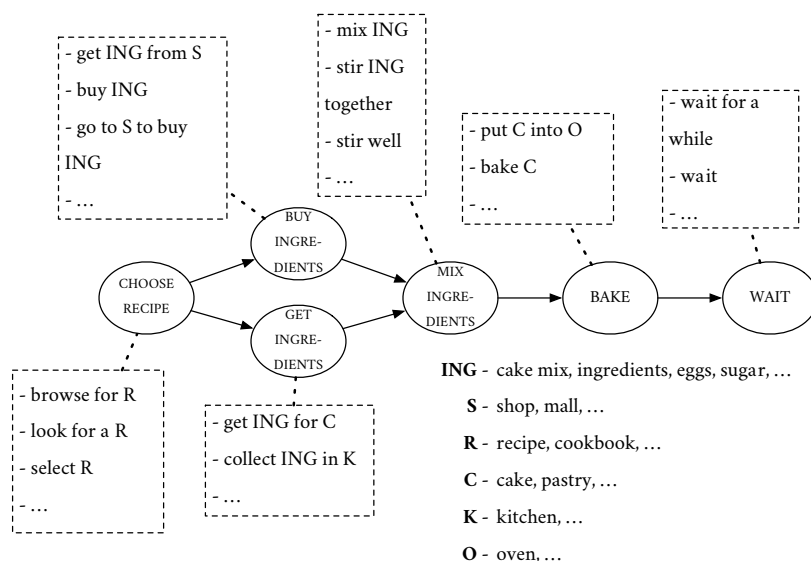 - get ING from S
- buy ING
- go to S to buy
ING
- ...
- mix ING
- stir ING
together
- stir well
- ...
- put C into O
- bake C
- ...
- wait for a
while
- wait
- ...
BUY
INGRE-
DIENTS
CHOOSE
RECIPE
GET
INGRE-
DIENTS
MIX
INGRE-
DIENTS
BAKE
WAIT
- browse for R
- look for a R
- select R
- ...
- get ING for C
- collect ING in K
- ...
ING - cake mix, ingredients, eggs, sugar, ...
S - shop, mall, ...
R - recipe, cookbook, ...
C - cake, pastry, ...
K - kitchen, ...
O - oven, ...